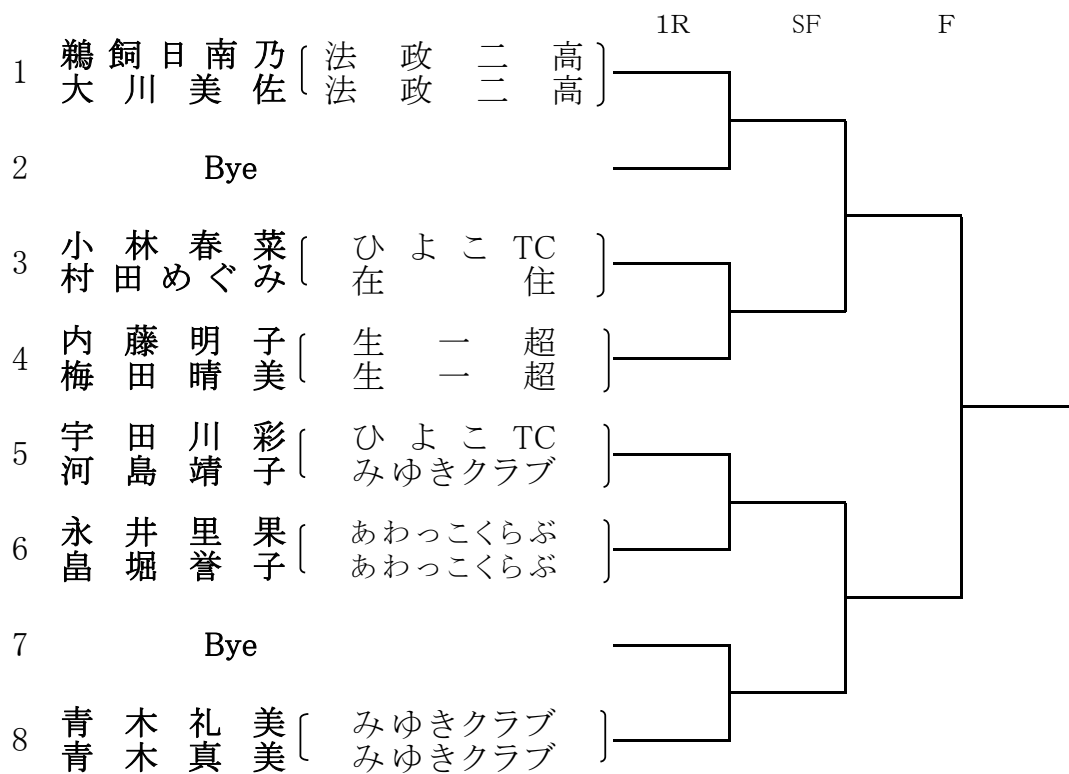 1R SF F
1 鵜飼日南乃 法政二高
大川美佐 法政二高
2 Bye
3 小林春菜 ひよこTC
村田めぐみ 在住
4 内藤明子 生一超
梅田晴美 生一超
5 宇田川彩 ひよこTC
河島靖子 みゆきクラブ
6 永井里果 あわっこくらぶ
畠堀誉子 あわっこくらぶ
7 Bye
8 青木礼美 みゆきクラブ
青木真美 みゆきクラブ